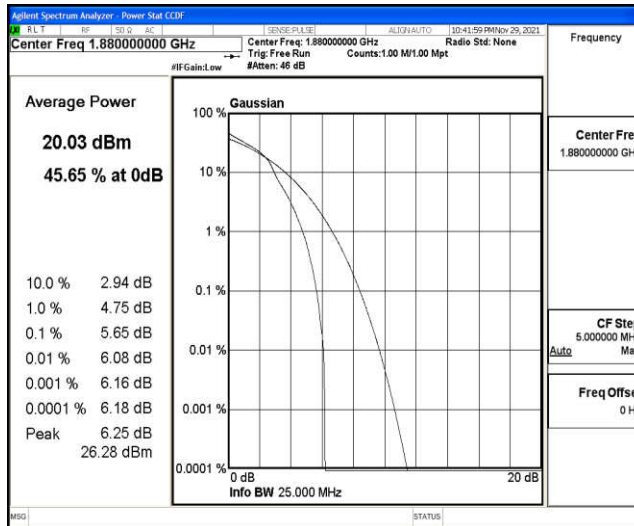 Agilent Spectrum Analyzer - Power Stat CCDF
R L T RF 50 Ω AC SENSE:PULSE ALIGNAUTO 10:41:59 PM Nov 29, 2021
Center Freq 1.880000000 GHz
Center Freq: 1.880000000 GHz Radio Std: None
Trig: Free Run Counts:1.00 M/1.00 Mpt
#IFGain:Low #Atten: 46 dB
Frequency
Average Power
20.03 dBm
45.65 % at 0dB
10.0 % 2.94 dB
1.0 % 4.75 dB
0.1 % 5.65 dB
0.01 % 6.08 dB
0.001 % 6.16 dB
0.0001 % 6.18 dB
Peak 6.25 dB
26.28 dBm
Gaussian
100 %
10 %
1 %
0.1 %
0.01 %
0.001 %
0.0001 %
0 dB 20 dB
Info BW 25.000 MHz
Center Fre
1.880000000 GH
CF Step
5.000000 MH
Auto Ma
Freq Offse
0 H
MSG STATUS